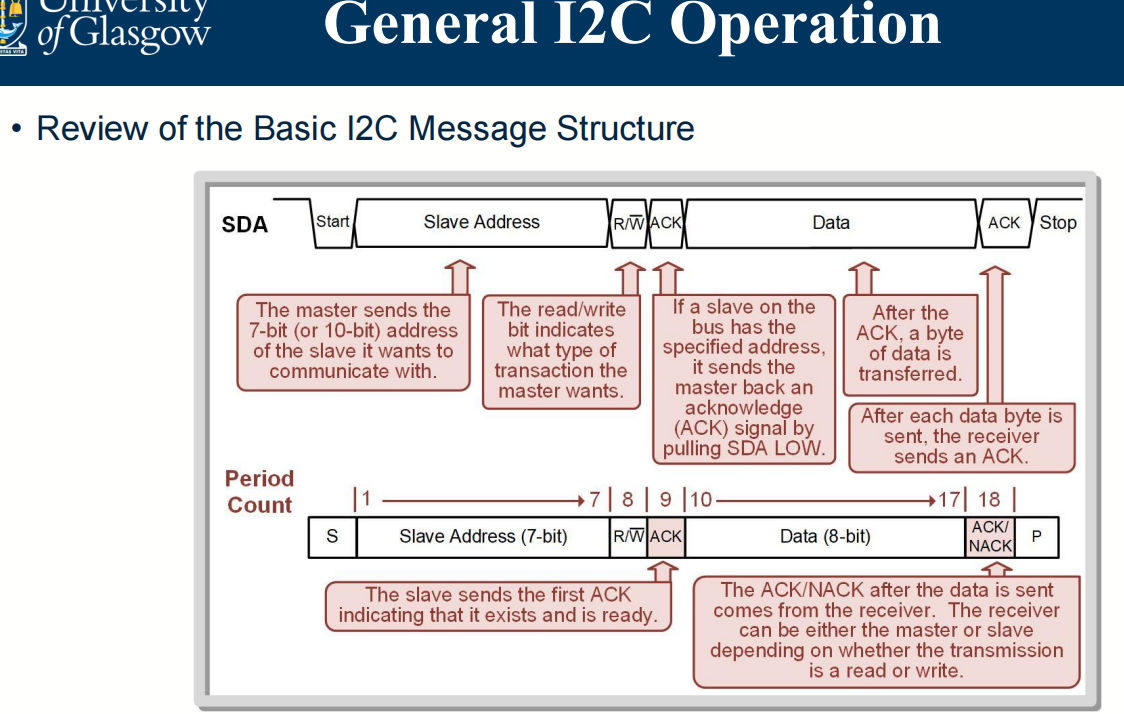 University
of Glasgow
General I2C Operation
• Review of the Basic I2C Message Structure
SDA
Start
Slave Address
R/W̅
ACK
Data
ACK
Stop
The master sends the
7-bit (or 10-bit) address
of the slave it wants to
communicate with.
The read/write
bit indicates
what type of
transaction the
master wants.
If a slave on the
bus has the
specified address,
it sends the
master back an
acknowledge
(ACK) signal by
pulling SDA LOW.
After the
ACK, a byte
of data is
transferred.
After each data byte is
sent, the receiver
sends an ACK.
Period
Count
1
7
8
9
10
17
18
S
Slave Address (7-bit)
R/W̅
ACK
Data (8-bit)
ACK/
NACK
P
The slave sends the first ACK
indicating that it exists and is ready.
The ACK/NACK after the data is sent
comes from the receiver. The receiver
can be either the master or slave
depending on whether the transmission
is a read or write.